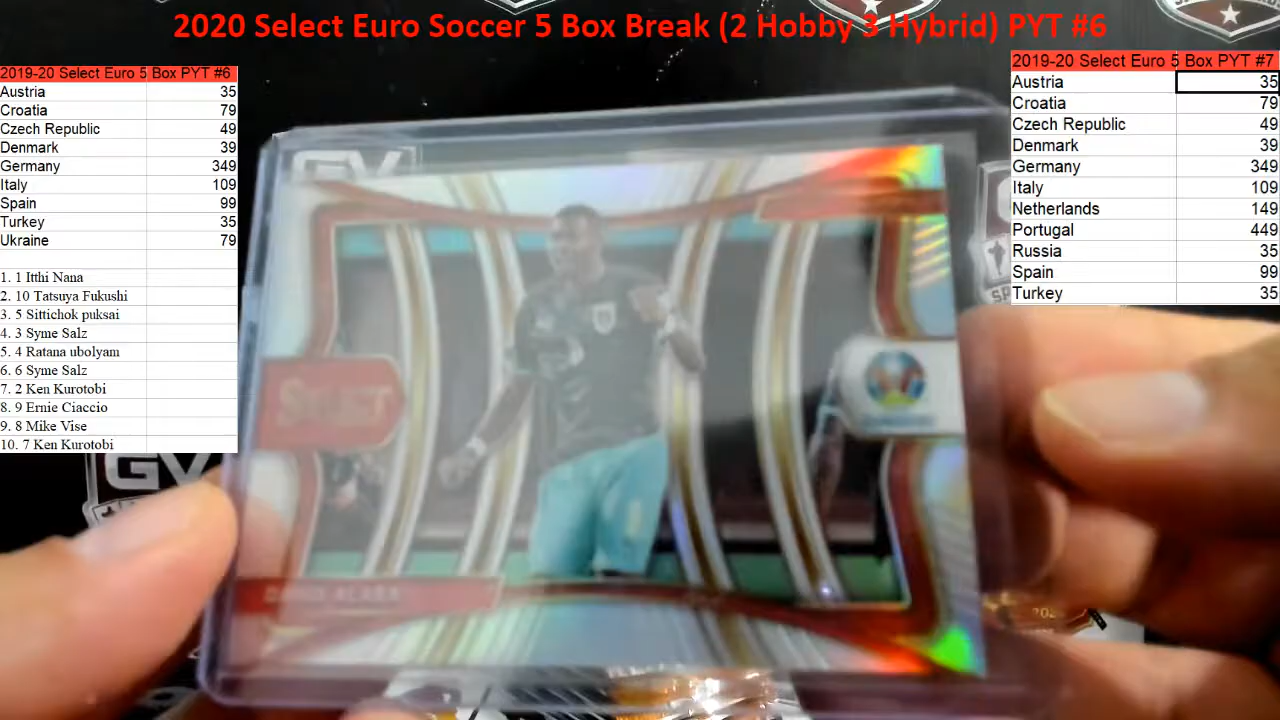 2020 Select Euro Soccer 5 Box Break (2 Hobby 3 Hybrid) PYT #6
2019-20 Select Euro 5 Box PYT #6
Austria 35
Croatia 79
Czech Republic 49
Denmark 39
Germany 349
Italy 109
Spain 99
Turkey 35
Ukraine 79
1. 1 Itthi Nana
2. 10 Tatsuya Fukushi
3. 5 Sittichok puksai
4. 3 Syme Salz
5. 4 Ratana ubolyam
6. 6 Syme Salz
7. 2 Ken Kurotobi
8. 9 Ernie Ciaccio
9. 8 Mike Vise
10. 7 Ken Kurotobi
2019-20 Select Euro 5 Box PYT #7
Austria 35
Croatia 79
Czech Republic 49
Denmark 39
Germany 349
Italy 109
Netherlands 149
Portugal 449
Russia 35
Spain 99
Turkey 35
GV
SELECT
DAVID ALABA
GV